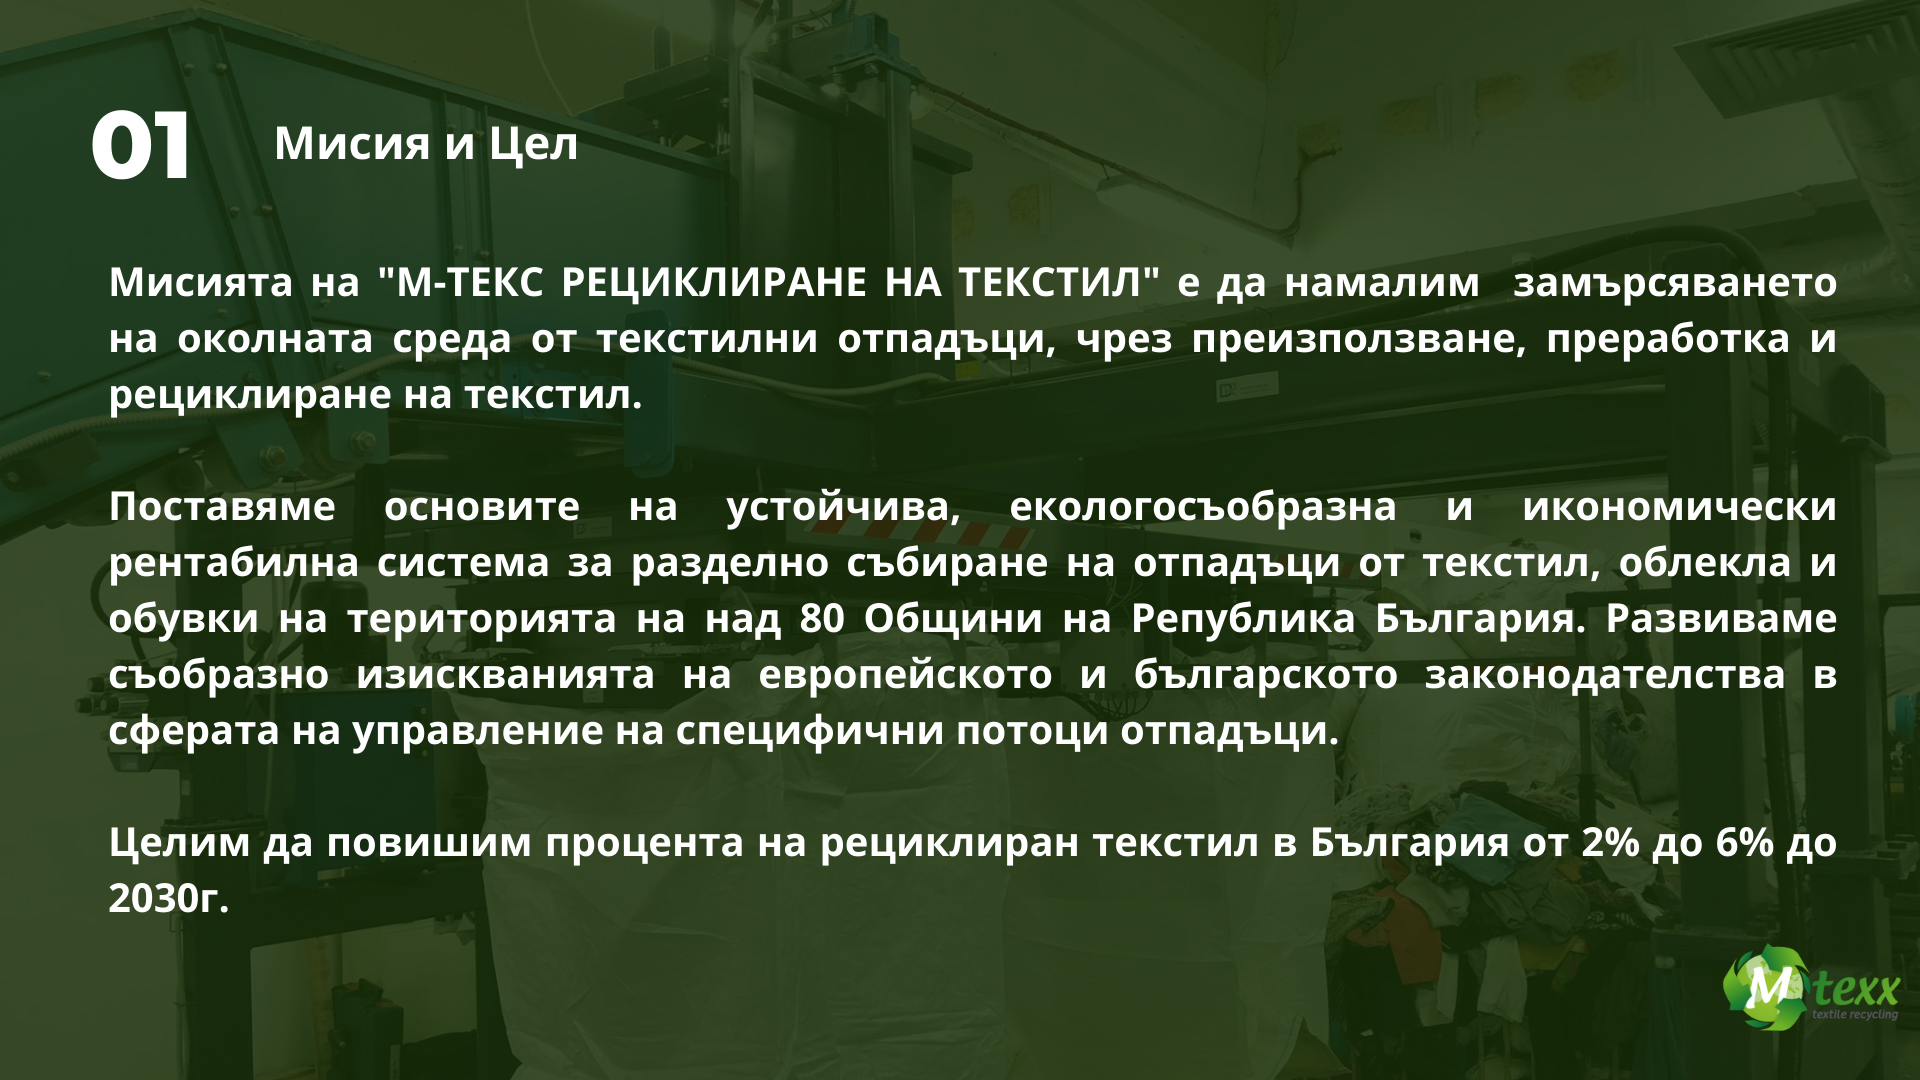 01
Мисия и Цел
Мисията на "М-ТЕКС РЕЦИКЛИРАНЕ НА ТЕКСТИЛ" е да намалим замърсяването
на околната среда от текстилни отпадъци, чрез преизползване, преработка и
рециклиране на текстил.
Поставяме основите на устойчива, екологосъобразна и икономически
рентабилна система за разделно събиране на отпадъци от текстил, облекла и
обувки на територията на над 80 Общини на Република България. Развиваме
съобразно изискванията на европейското и българското законодателства в
сферата на управление на специфични потоци отпадъци.
Целим да повишим процента на рециклиран текстил в България от 2% до 6% до
2030г.
M texx
textile recycling